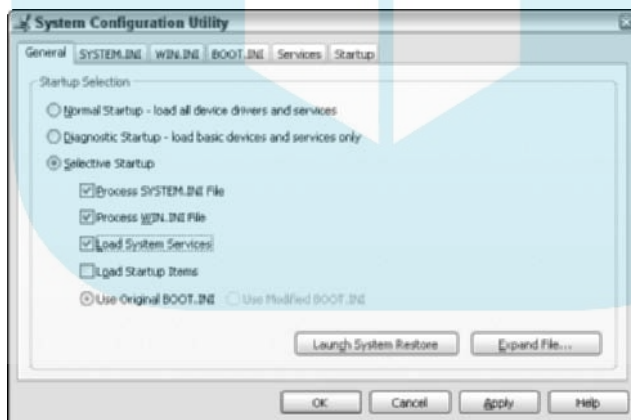 System Configuration Utility
General SYSTEM.INI WIN.INI BOOT.INI Services Startup
Startup Selection
Normal Startup - load all device drivers and services
Diagnostic Startup - load basic devices and services only
Selective Startup
Process SYSTEM.INI File
Process WIN.INI File
Load System Services
Load Startup Items
Use Original BOOT.INI Use Modified BOOT.INI
Launch System Restore Expand File...
OK Cancel Apply Help